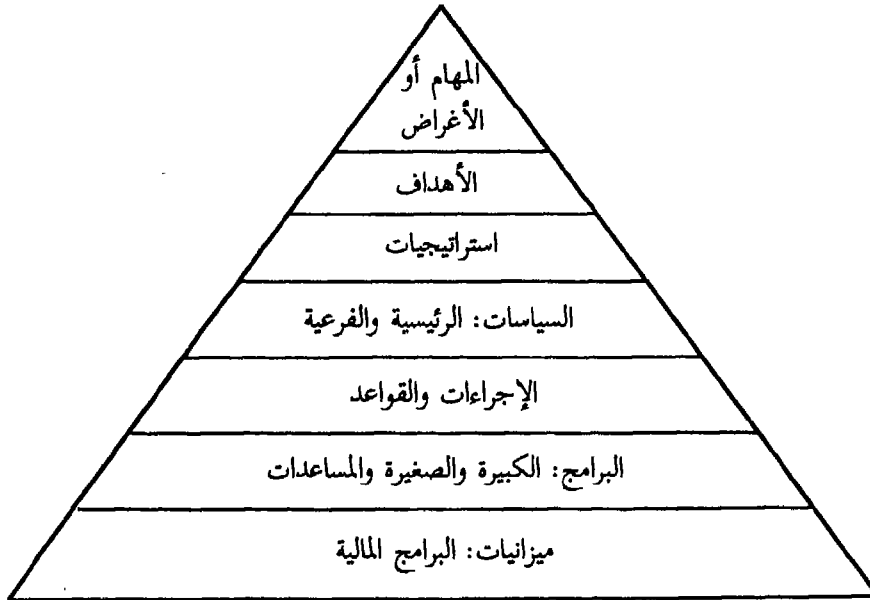 المهام أو
الأغراض
الأهداف
استراتيجيات
السياسات: الرئيسية والفرعية
الإجراءات والقواعد
البرامج: الكبيرة والصغيرة والمساعدات
ميزانيات: البرامج المالية